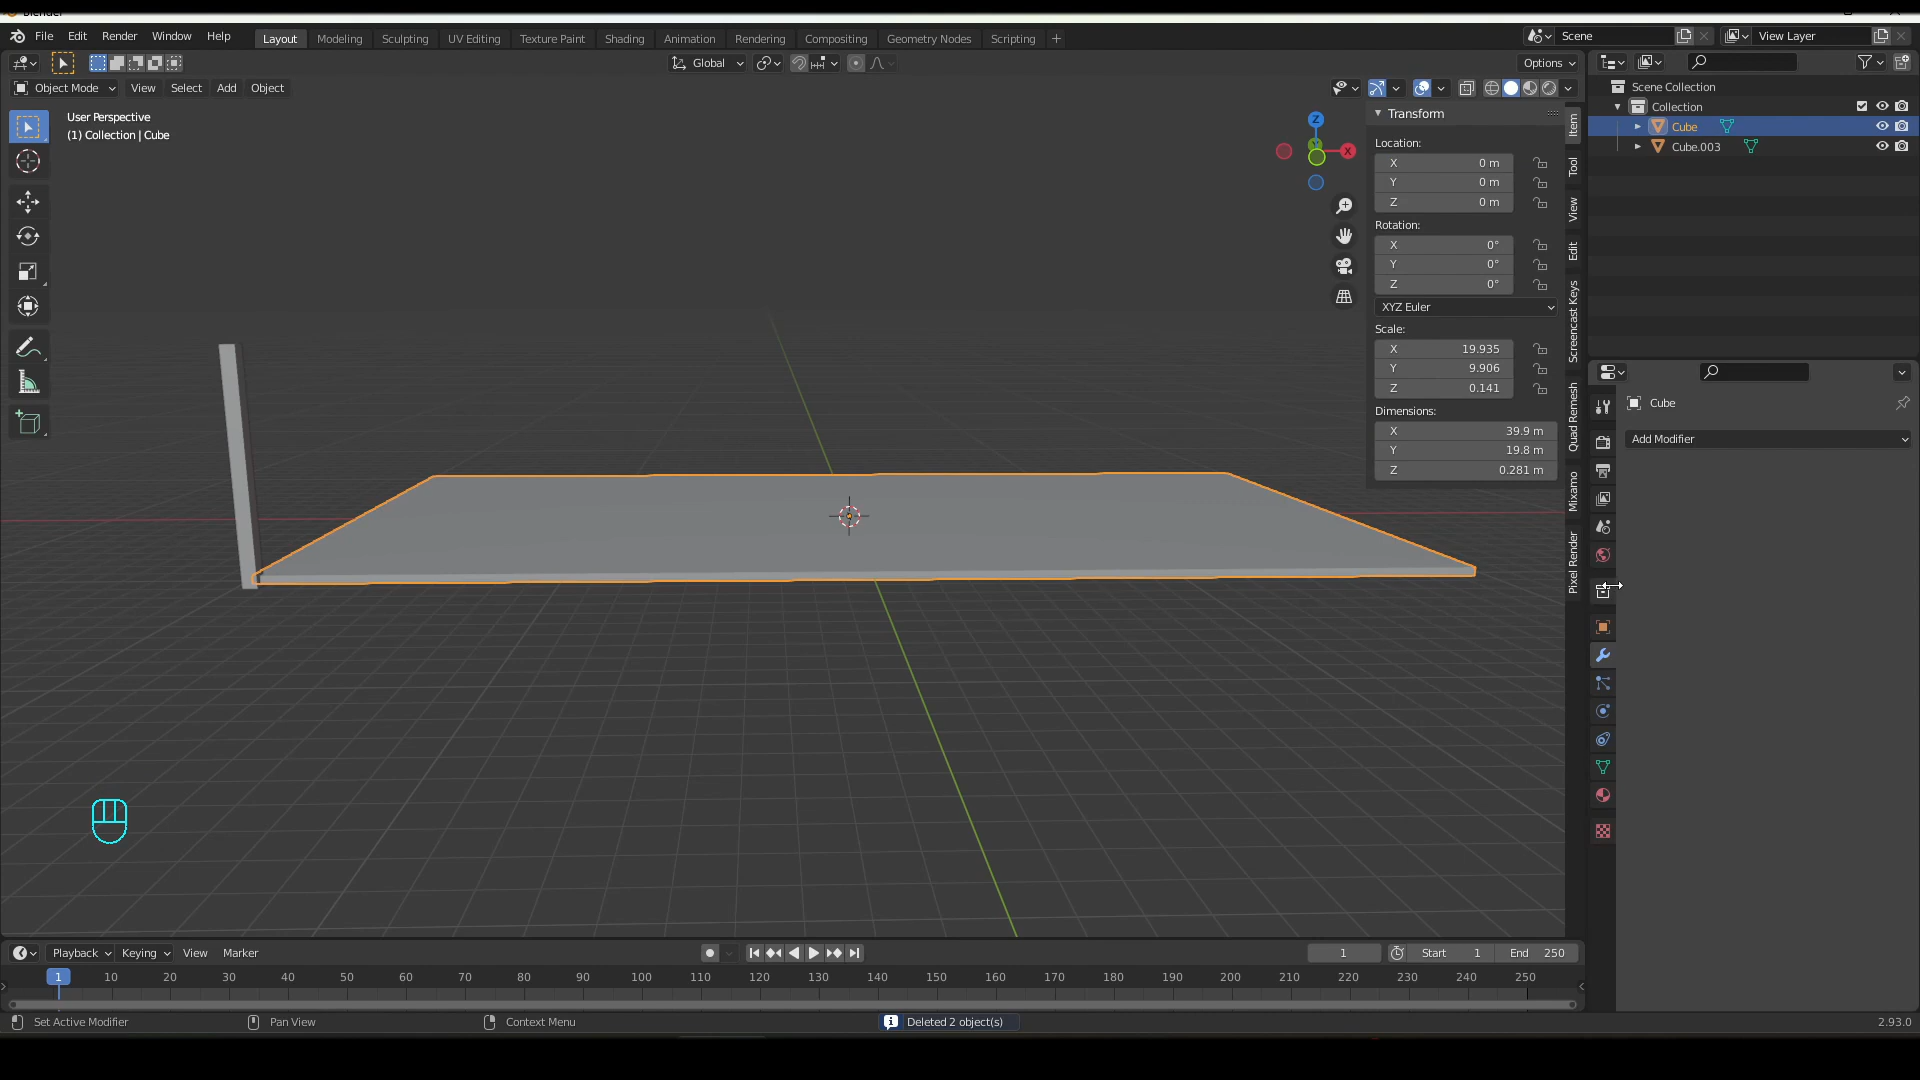 File Edit Render Window Help
Layout Modeling Sculpting UV Editing Texture Paint Shading Animation Rendering Compositing Geometry Nodes Scripting +
Scene
View Layer
Global
Options
Object Mode View Select Add Object
User Perspective
(1) Collection | Cube
Z
X
Transform
Location:
X 0 m
Y 0 m
Z 0 m
Rotation:
X 0°
Y 0°
Z 0°
XYZ Euler
Scale:
X 19.935
Y 9.906
Z 0.141
Dimensions:
X 39.9 m
Y 19.8 m
Z 0.281 m
Item
Tool
View
Edit
Screencast Keys
Quad Remesh
Mixamo
Pixel Render
Scene Collection
Collection
Cube
Cube.003
Cube
Add Modifier
Playback Keying View Marker
1
Start 1
End 250
1 10 20 30 40 50 60 70 80 90 100 110 120 130 140 150 160 170 180 190 200 210 220 230 240 250
Set Active Modifier
Pan View
Context Menu
Deleted 2 object(s)
2.93.0